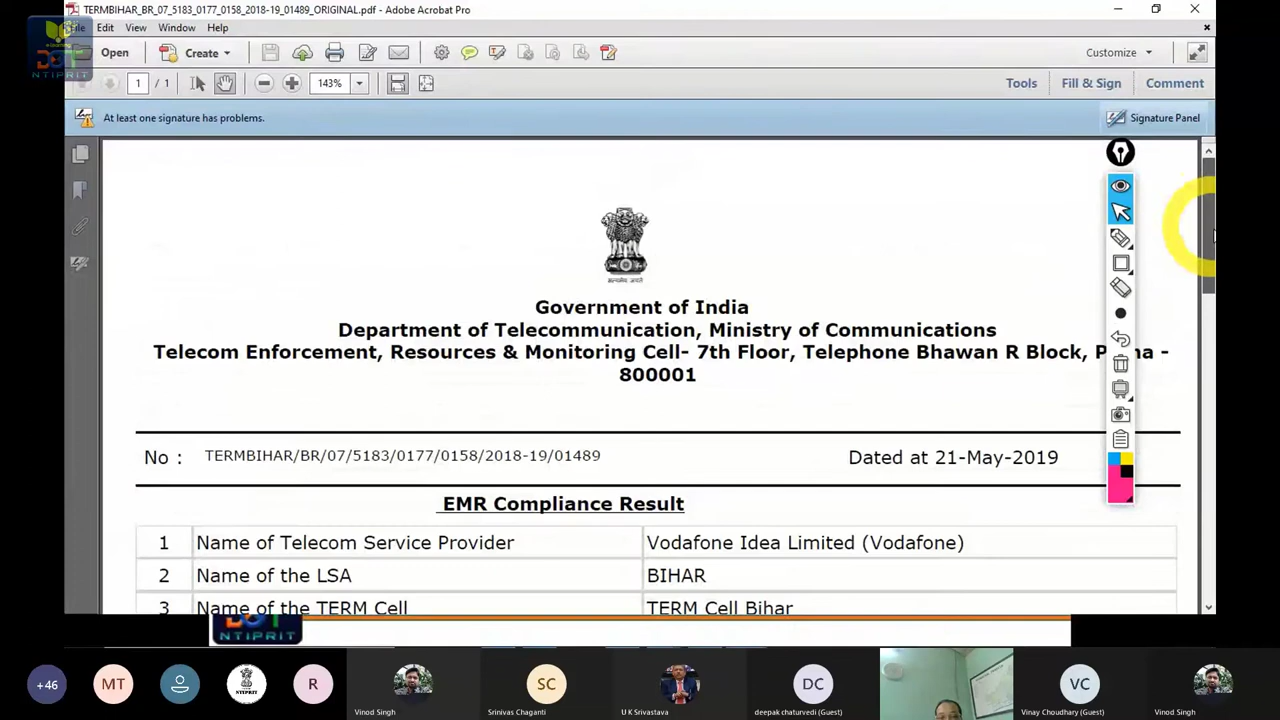 TERMBIHAR_BR_07_5183_0177_0158_2018-19_01489_ORIGINAL.pdf - Adobe Acrobat Pro
File Edit View Window Help
Open Create Customize
1 / 1 143% Tools Fill & Sign Comment
At least one signature has problems. Signature Panel
Government of India
Department of Telecommunication, Ministry of Communications
Telecom Enforcement, Resources & Monitoring Cell- 7th Floor, Telephone Bhawan R Block, -
800001
No : TERMBIHAR/BR/07/5183/0177/0158/2018-19/01489 Dated at 21-May-2019
EMR Compliance Result
1 Name of Telecom Service Provider Vodafone Idea Limited (Vodafone)
2 Name of the LSA BIHAR
3 Name of the TERM Cell TERM Cell Bihar
NTIPRIT
NTIPRIT
+46 MT R SC DC VC
Vinod Singh Srinivas Chaganti U K Srivastava deepak chaturvedi (Guest) Vinay Choudhary (Guest) Vinod Singh